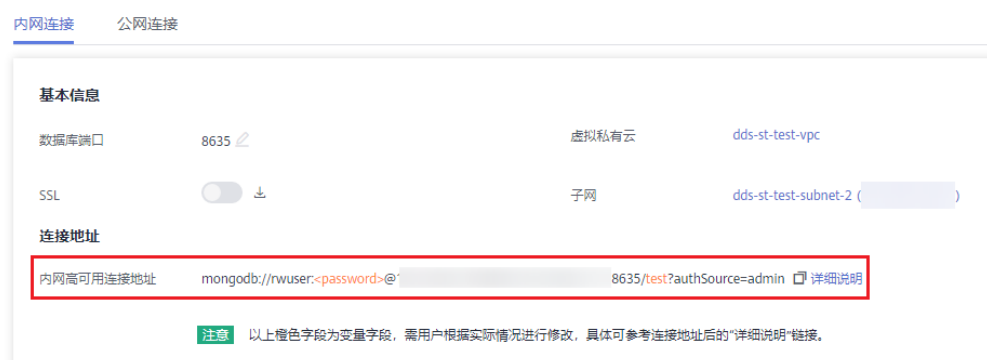 内网连接 公网连接
基本信息
数据库端口 8635 虚拟私有云 dds-st-test-vpc
SSL 子网 dds-st-test-subnet-2 ( )
连接地址
内网高可用连接地址 mongodb://rwuser:<password>@ 8635/test?authSource=admin 详细说明
注意 以上橙色字段为变量字段，需用户根据实际情况进行修改，具体可参考连接地址后的“详细说明”链接。